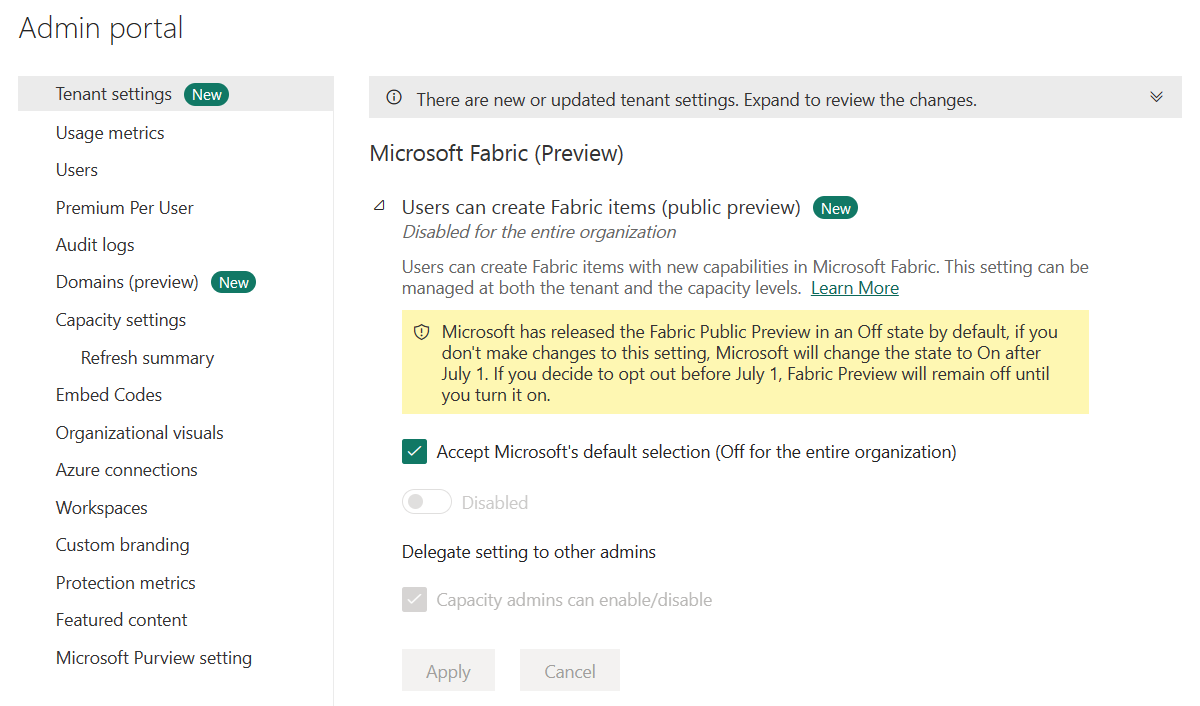 Admin portal
Tenant settings New
Usage metrics
Users
Premium Per User
Audit logs
Domains (preview) New
Capacity settings
Refresh summary
Embed Codes
Organizational visuals
Azure connections
Workspaces
Custom branding
Protection metrics
Featured content
Microsoft Purview setting
There are new or updated tenant settings. Expand to review the changes.
Microsoft Fabric (Preview)
Users can create Fabric items (public preview) New
Disabled for the entire organization
Users can create Fabric items with new capabilities in Microsoft Fabric. This setting can be
managed at both the tenant and the capacity levels. Learn More
Microsoft has released the Fabric Public Preview in an Off state by default, if you
don't make changes to this setting, Microsoft will change the state to On after
July 1. If you decide to opt out before July 1, Fabric Preview will remain off until
you turn it on.
Accept Microsoft's default selection (Off for the entire organization)
Disabled
Delegate setting to other admins
Capacity admins can enable/disable
Apply Cancel